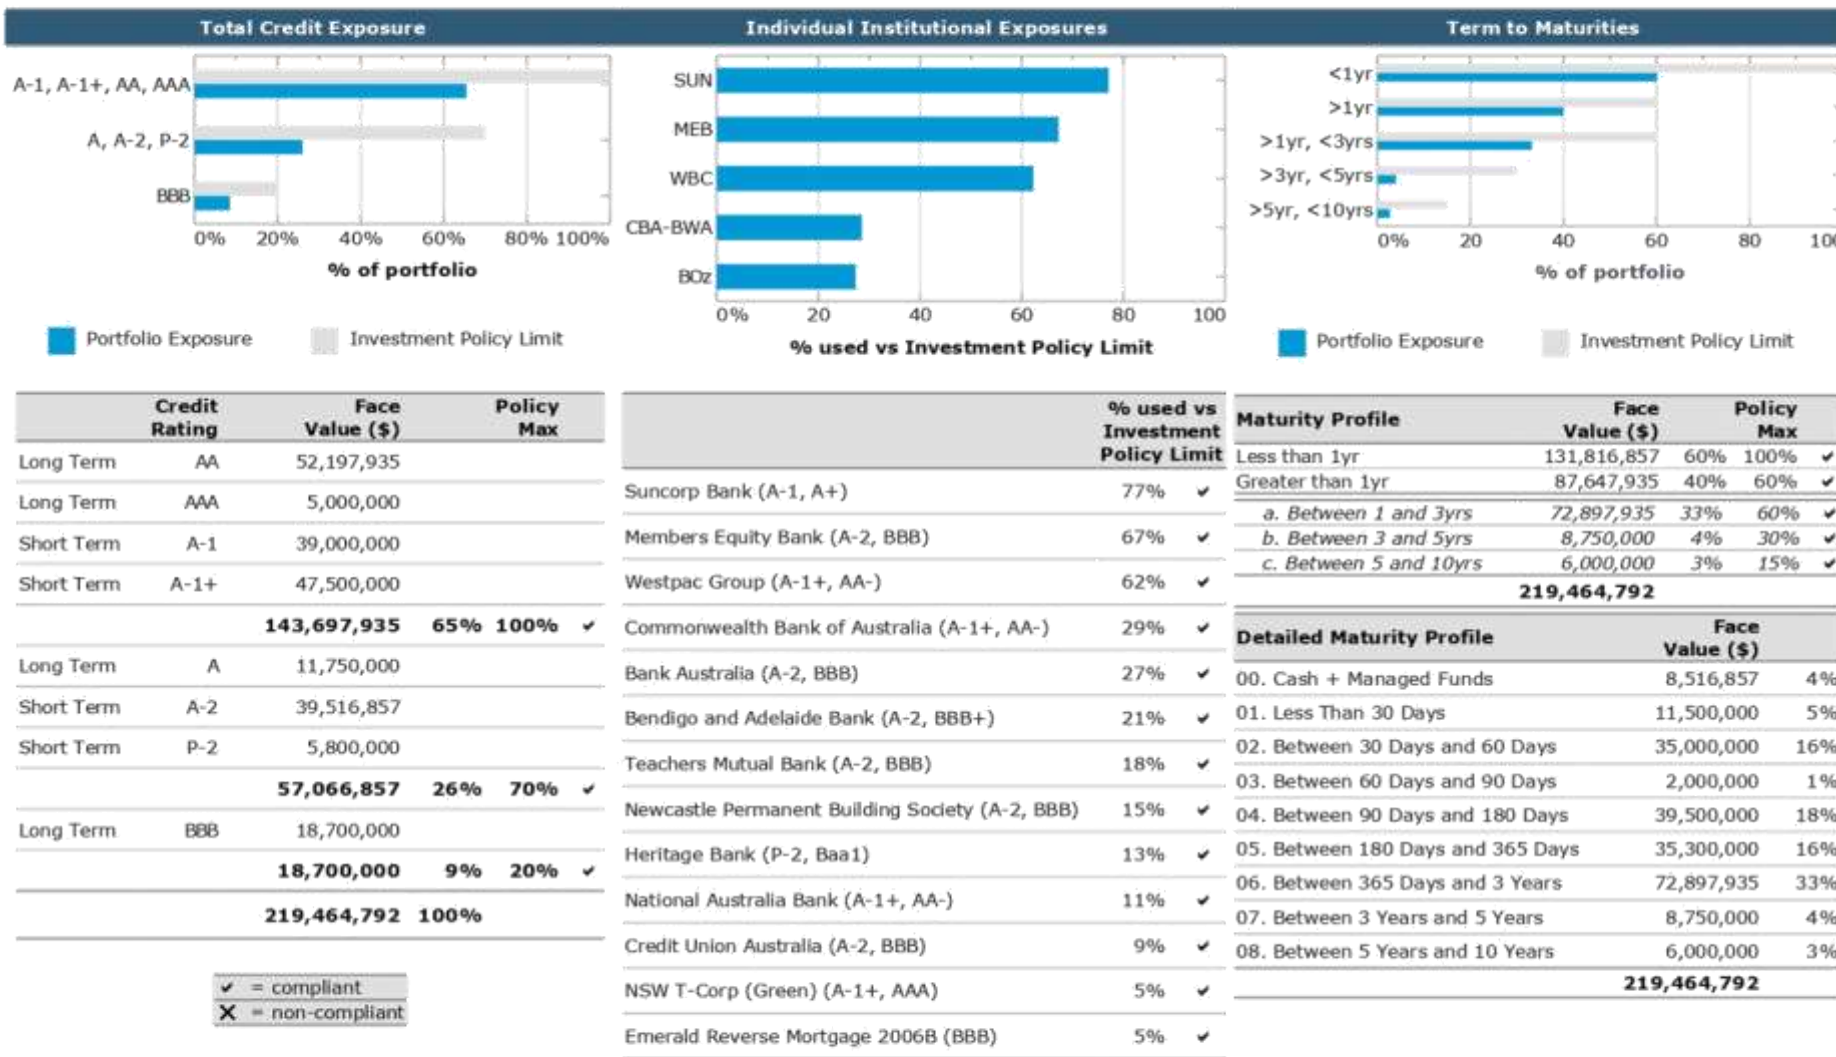 Total Credit Exposure
A-1, A-1+, AA, AAA
A, A-2, P-2
BBB
0% 20% 40% 60% 80% 100%
% of portfolio
Portfolio Exposure Investment Policy Limit
Credit Rating Face Value ($) Policy Max
Long Term AA 52,197,935
Long Term AAA 5,000,000
Short Term A-1 39,000,000
Short Term A-1+ 47,500,000
143,697,935 65% 100% ✔
Long Term A 11,750,000
Short Term A-2 39,516,857
Short Term P-2 5,800,000
57,066,857 26% 70% ✔
Long Term BBB 18,700,000
18,700,000 9% 20% ✔
219,464,792 100%
✔ = compliant
X = non-compliant
Individual Institutional Exposures
SUN
MEB
WBC
CBA-BWA
BOz
0% 20 40 60 80 100
% used vs Investment Policy Limit
% used vs
Investment
Policy Limit
Suncorp Bank (A-1, A+) 77% ✔
Members Equity Bank (A-2, BBB) 67% ✔
Westpac Group (A-1+, AA-) 62% ✔
Commonwealth Bank of Australia (A-1+, AA-) 29% ✔
Bank Australia (A-2, BBB) 27% ✔
Bendigo and Adelaide Bank (A-2, BBB+) 21% ✔
Teachers Mutual Bank (A-2, BBB) 18% ✔
Newcastle Permanent Building Society (A-2, BBB) 15% ✔
Heritage Bank (P-2, Baa1) 13% ✔
National Australia Bank (A-1+, AA-) 11% ✔
Credit Union Australia (A-2, BBB) 9% ✔
NSW T-Corp (Green) (A-1+, AAA) 5% ✔
Emerald Reverse Mortgage 2006B (BBB) 5% ✔
Term to Maturities
<1yr
>1yr
>1yr, <3yrs
>3yr, <5yrs
>5yr, <10yrs
0% 20 40 60 80 100
% of portfolio
Portfolio Exposure Investment Policy Limit
Maturity Profile Face Value ($) Policy Max
Less than 1yr 131,816,857 60% 100% ✔
Greater than 1yr 87,647,935 40% 60% ✔
a. Between 1 and 3yrs 72,897,935 33% 60% ✔
b. Between 3 and 5yrs 8,750,000 4% 30% ✔
c. Between 5 and 10yrs 6,000,000 3% 15% ✔
219,464,792
Detailed Maturity Profile Face Value ($)
00. Cash + Managed Funds 8,516,857 4%
01. Less Than 30 Days 11,500,000 5%
02. Between 30 Days and 60 Days 35,000,000 16%
03. Between 60 Days and 90 Days 2,000,000 1%
04. Between 90 Days and 180 Days 39,500,000 18%
05. Between 180 Days and 365 Days 35,300,000 16%
06. Between 365 Days and 3 Years 72,897,935 33%
07. Between 3 Years and 5 Years 8,750,000 4%
08. Between 5 Years and 10 Years 6,000,000 3%
219,464,792